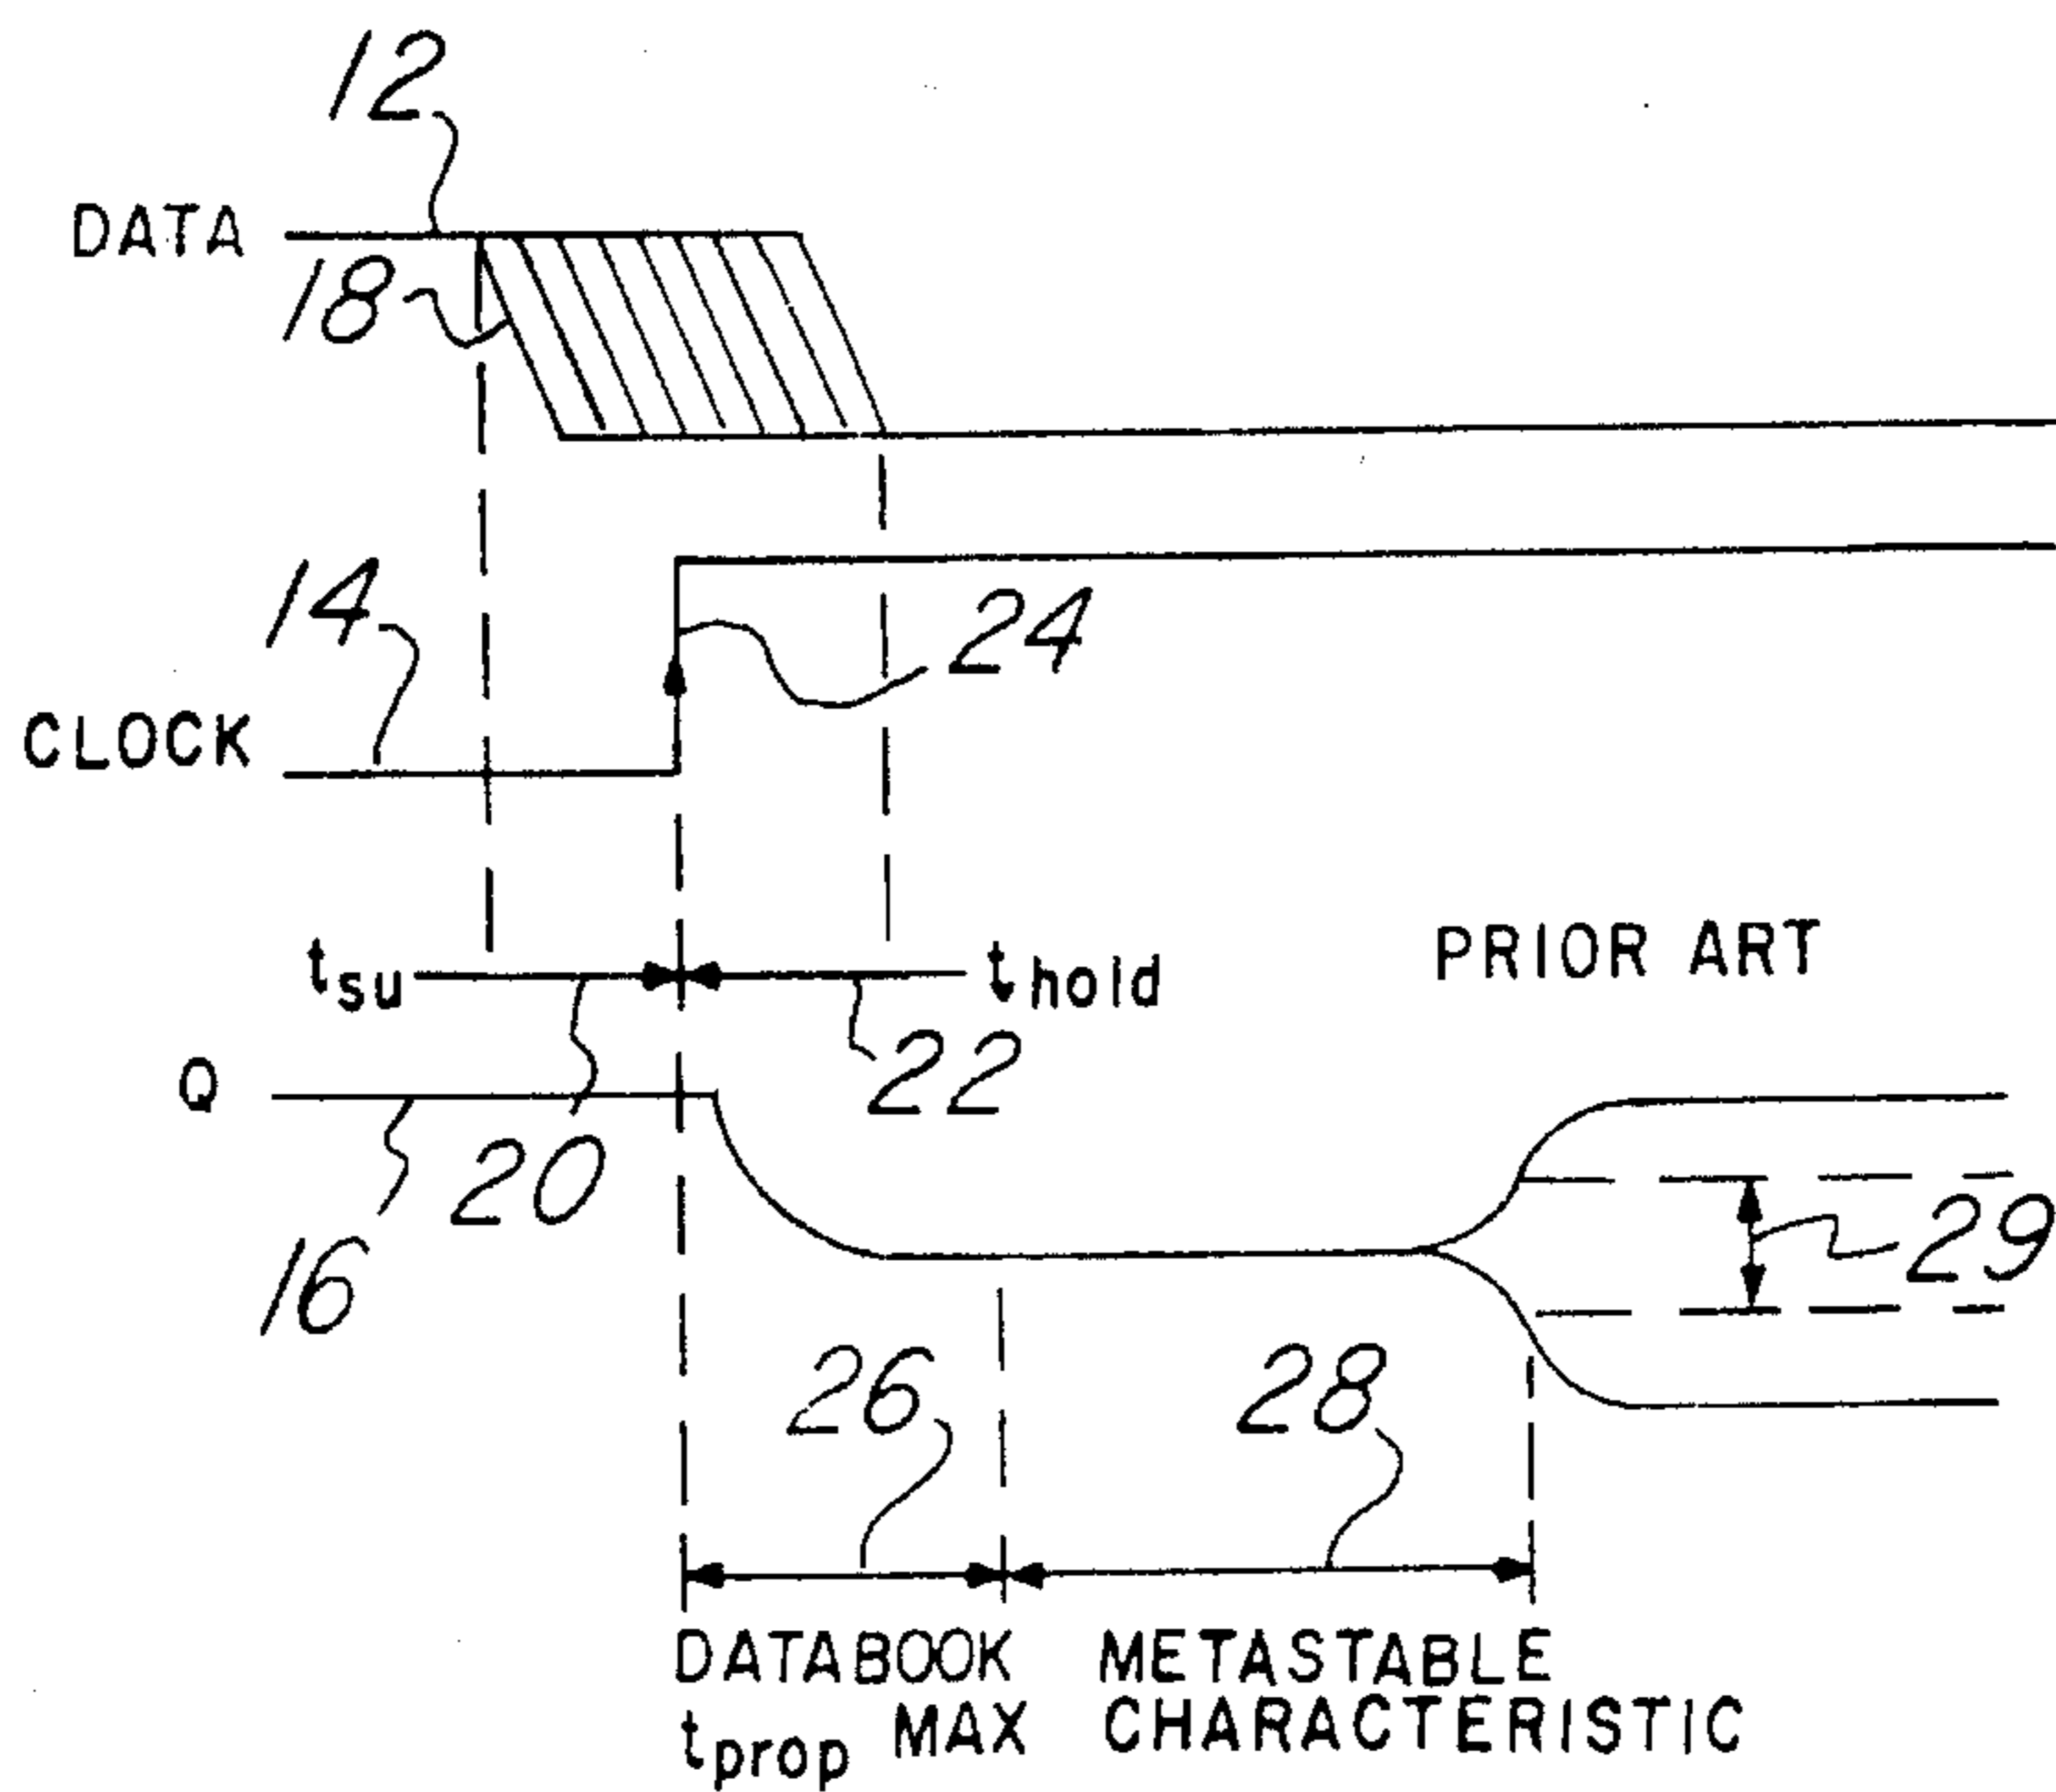 12
DATA
18
14
24
CLOCK
tsu
thold
PRIOR ART
22
Q
20
16
29
26
28
DATABOOK
tprop MAX
METASTABLE
CHARACTERISTIC